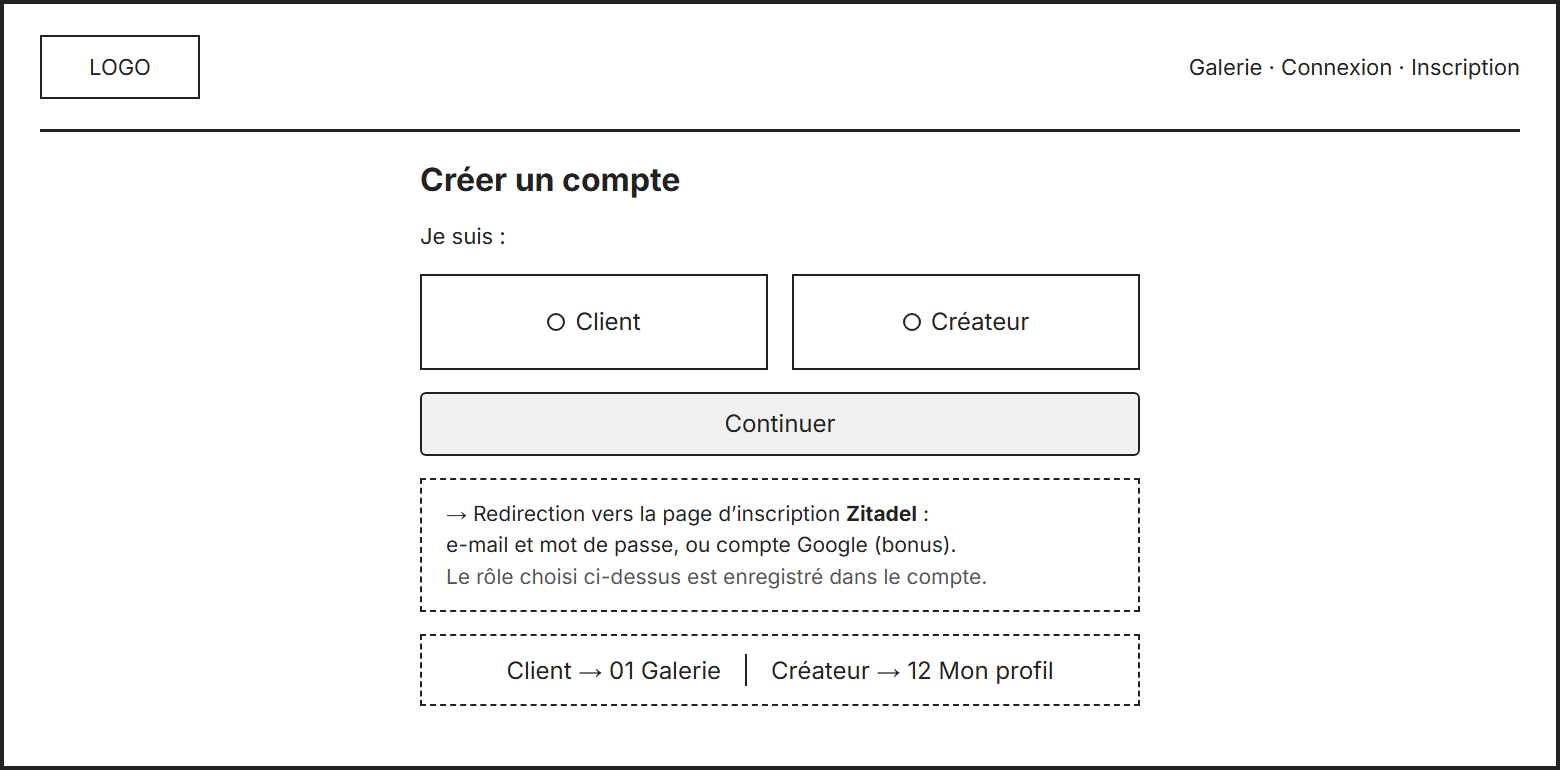 LOGO
Galerie · Connexion · Inscription
Créer un compte
Je suis :
Client
Créateur
Continuer
→ Redirection vers la page d’inscription Zitadel :
e-mail et mot de passe, ou compte Google (bonus).
Le rôle choisi ci-dessus est enregistré dans le compte.
Client → 01 Galerie | Créateur → 12 Mon profil